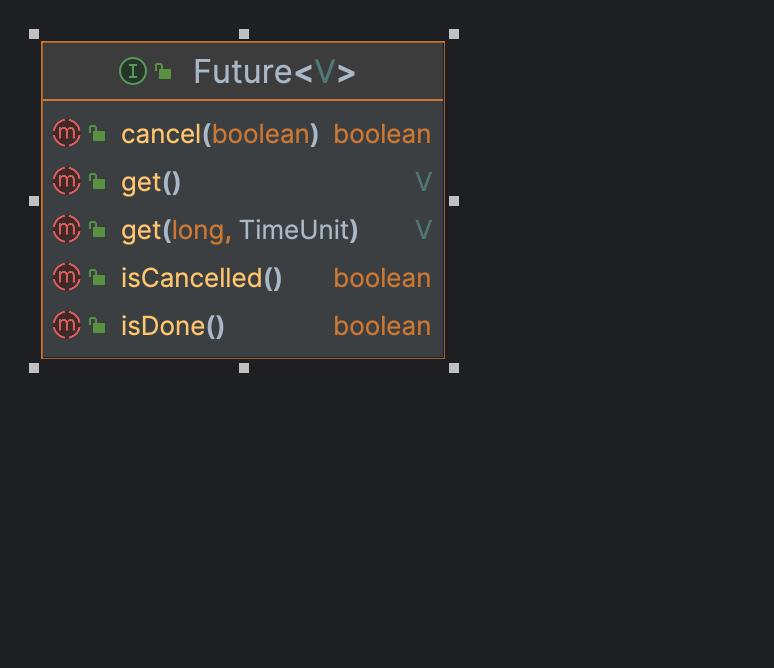 Future<V>
cancel(boolean) boolean
get() V
get(long, TimeUnit) V
isCancelled() boolean
isDone() boolean